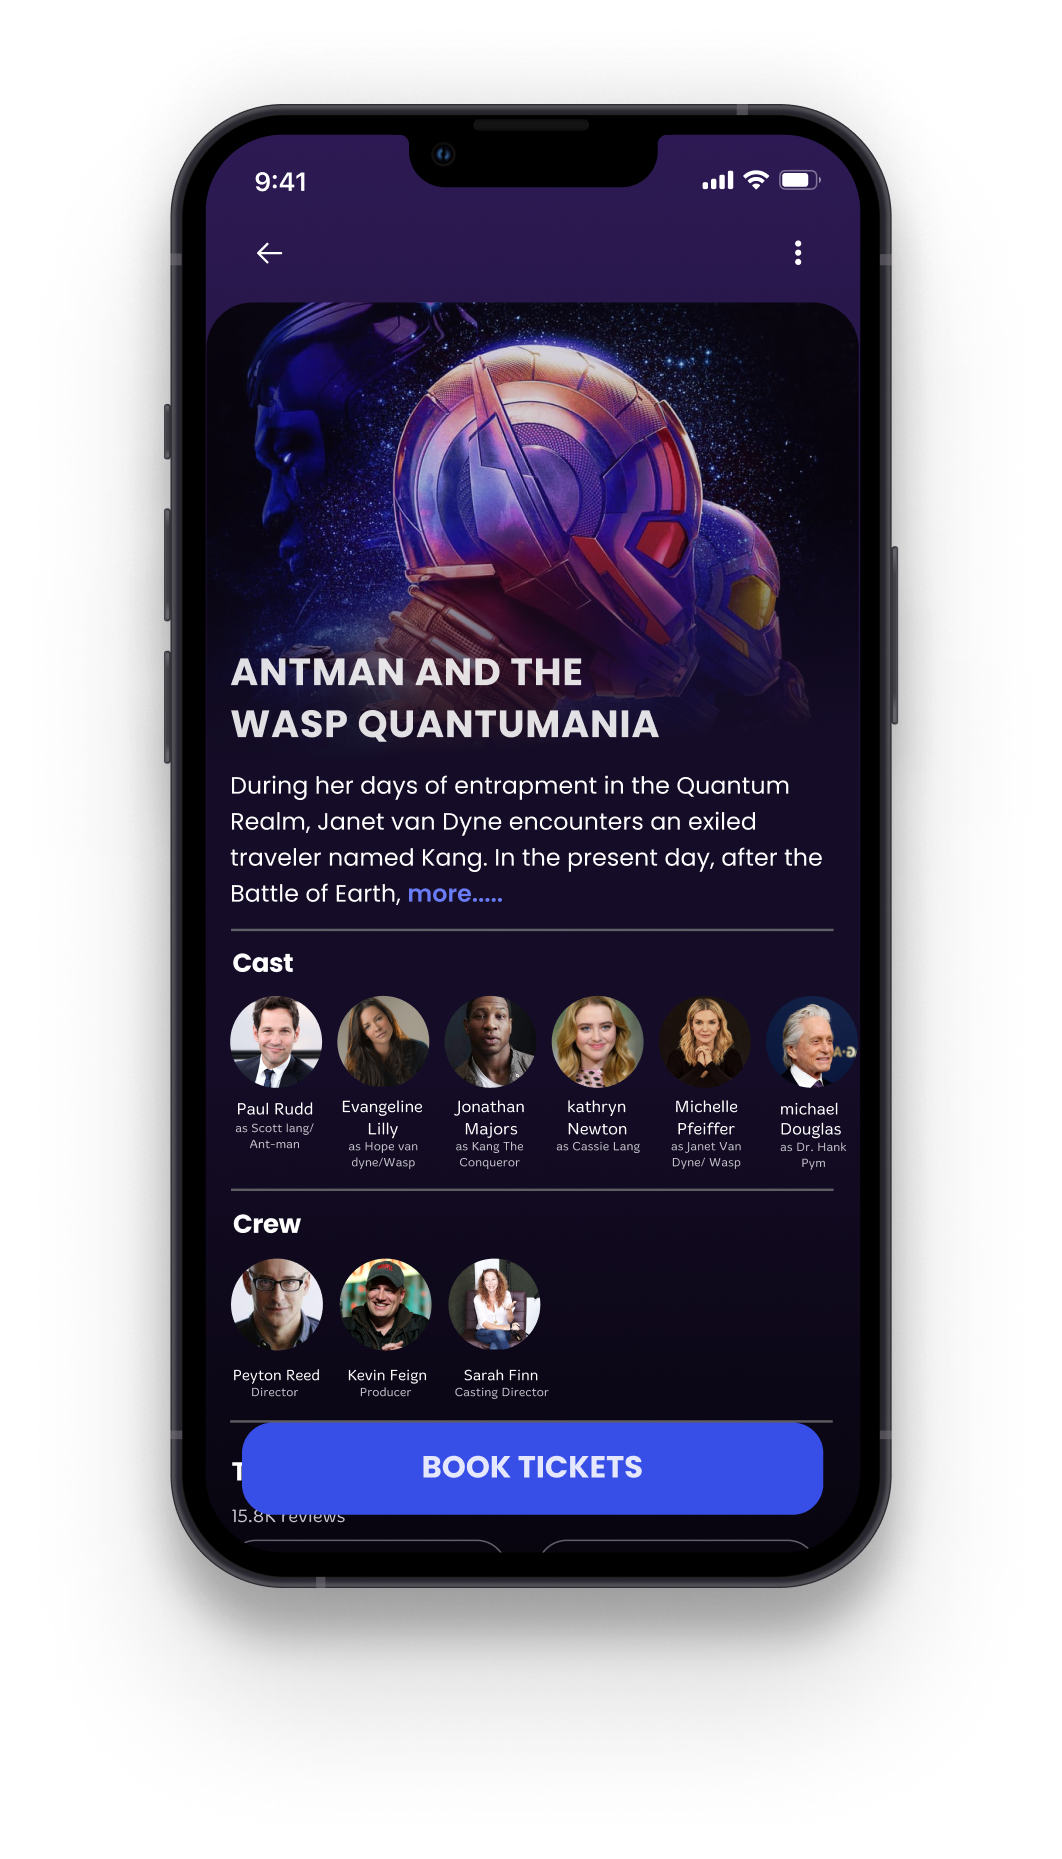 9:41
ANTMAN AND THE
WASP QUANTUMANIA
During her days of entrapment in the Quantum
Realm, Janet van Dyne encounters an exiled
traveler named Kang. In the present day, after the
Battle of Earth, more.....
Cast
Paul Rudd
as Scott lang/
Ant-man
Evangeline
Lilly
as Hope van
dyne/Wasp
Jonathan
Majors
as Kang The
Conqueror
kathryn
Newton
as Cassie Lang
Michelle
Pfeiffer
as Janet Van
Dyne/ Wasp
michael
Douglas
as Dr. Hank
Pym
Crew
Peyton Reed
Director
Kevin Feign
Producer
Sarah Finn
Casting Director
BOOK TICKETS
15.8K reviews